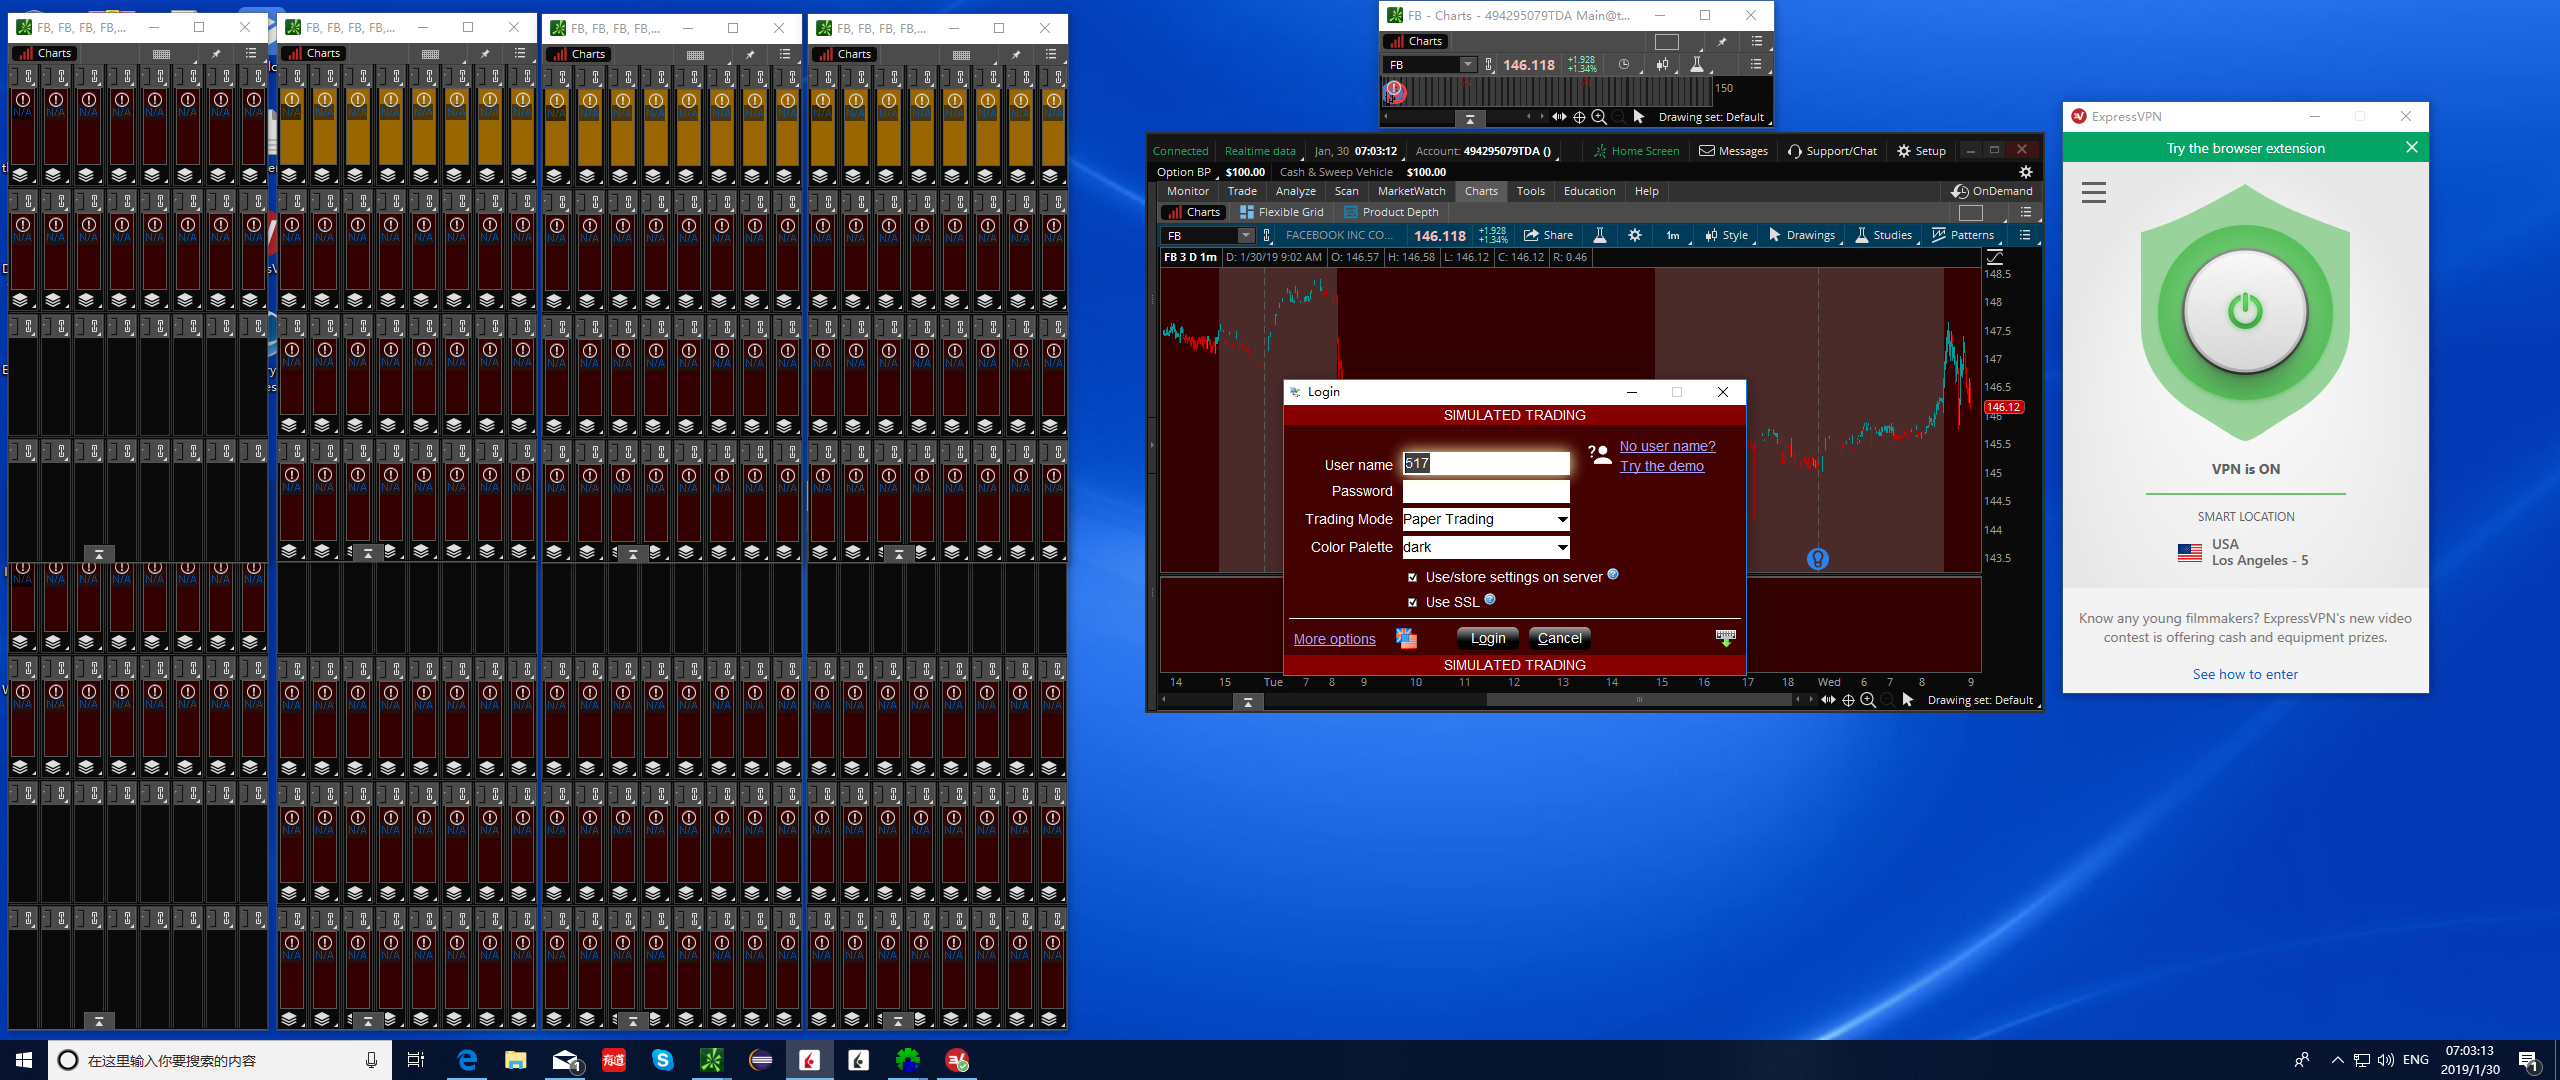 FB, FB, FB, FB,...
Charts
FB, FB, FB, FB,...
Charts
FB, FB, FB, FB,...
Charts
FB, FB, FB, FB,...
Charts
N/A
FB - Charts - 494295079TDA Main@t...
Charts
FB
146.118
+1.928
+1.34%
150
Drawing set: Default
Connected
Realtime data
Jan, 30 07:03:12
Account: 494295079TDA ()
Home Screen
Messages
Support/Chat
Setup
Option BP $100.00
Cash & Sweep Vehicle $100.00
Monitor
Trade
Analyze
Scan
MarketWatch
Charts
Tools
Education
Help
OnDemand
Charts
Flexible Grid
Product Depth
FB
FACEBOOK INC CO...
146.118
+1.928
+1.34%
Share
1m
Style
Drawings
Studies
Patterns
FB 3 D 1m
D: 1/30/19 9:02 AM
O: 146.57
H: 146.58
L: 146.12
C: 146.12
R: 0.46
148.5
148
147.5
147
146.5
146.12
146
145.5
145
144.5
144
143.5
14 15 Tue 7 8 9 10 11 12 13 14 15 16 17 18 Wed 6 7 8 9
Drawing set: Default
Login
SIMULATED TRADING
User name
517
No user name?
Try the demo
Password
Trading Mode
Paper Trading
Color Palette
dark
Use/store settings on server
Use SSL
More options
Login
Cancel
SIMULATED TRADING
ExpressVPN
Try the browser extension
VPN is ON
SMART LOCATION
USA
Los Angeles - 5
Know any young filmmakers? ExpressVPN's new video
contest is offering cash and equipment prizes.
See how to enter
在这里输入你要搜索的内容
1
有道
ENG
07:03:13
2019/1/30
1